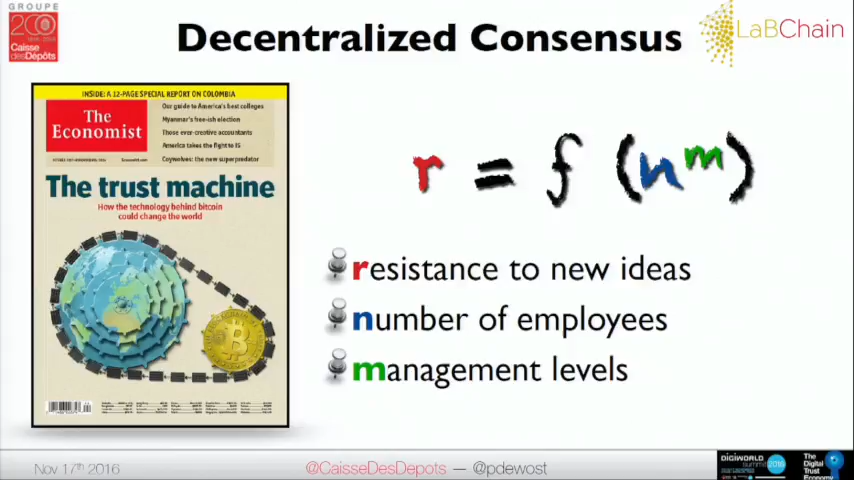 GROUPE
200
Caisse
desDépôts
Decentralized Consensus
LaBChain
INSIDE: A 12-PAGE SPECIAL REPORT ON COLOMBIA
The
Economist
Our guide to America's best colleges
Myanmar's free-ish election
Those ever-creative accountants
America takes the fight to IS
Coywolves: the new superpredator
The trust machine
How the technology behind bitcoin
could change the world
r = f (n^m)
resistance to new ideas
number of employees
management levels
Nov 17th 2016
@CaisseDesDepots — @pdewost
DIGIWORLD
summit 2016
The
Digital
Trust
Economy